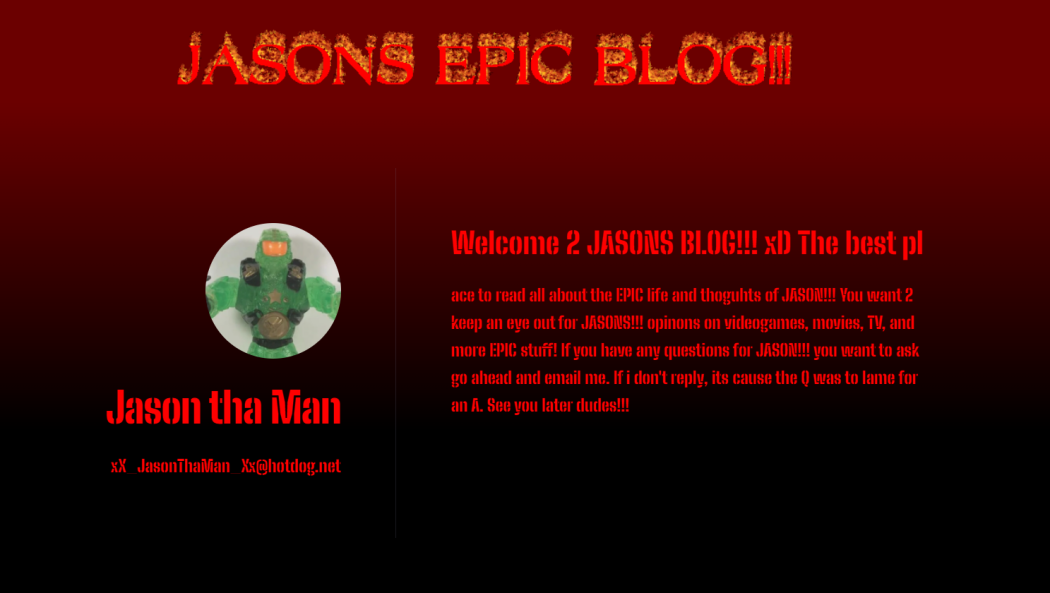 JASONS EPIC BLOG!!!
Welcome 2 JASONS BLOG!!! xD The best pl
ace to read all about the EPIC life and thoguhts of JASON!!! You want 2
keep an eye out for JASONS!!! opinons on videogames, movies, TV, and
more EPIC stuff! If you have any questions for JASON!!! you want to ask
go ahead and email me. If i don't reply, its cause the Q was to lame for
an A. See you later dudes!!!
Jason tha Man
xX_JasonThaMan_Xx@hotdog.net